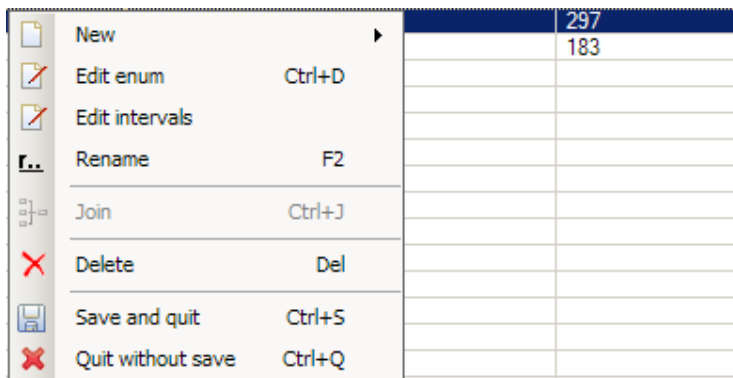 New 297
183
Edit enum Ctrl+D
Edit intervals
r.. Rename F2
Join Ctrl+J
Delete Del
Save and quit Ctrl+S
Quit without save Ctrl+Q